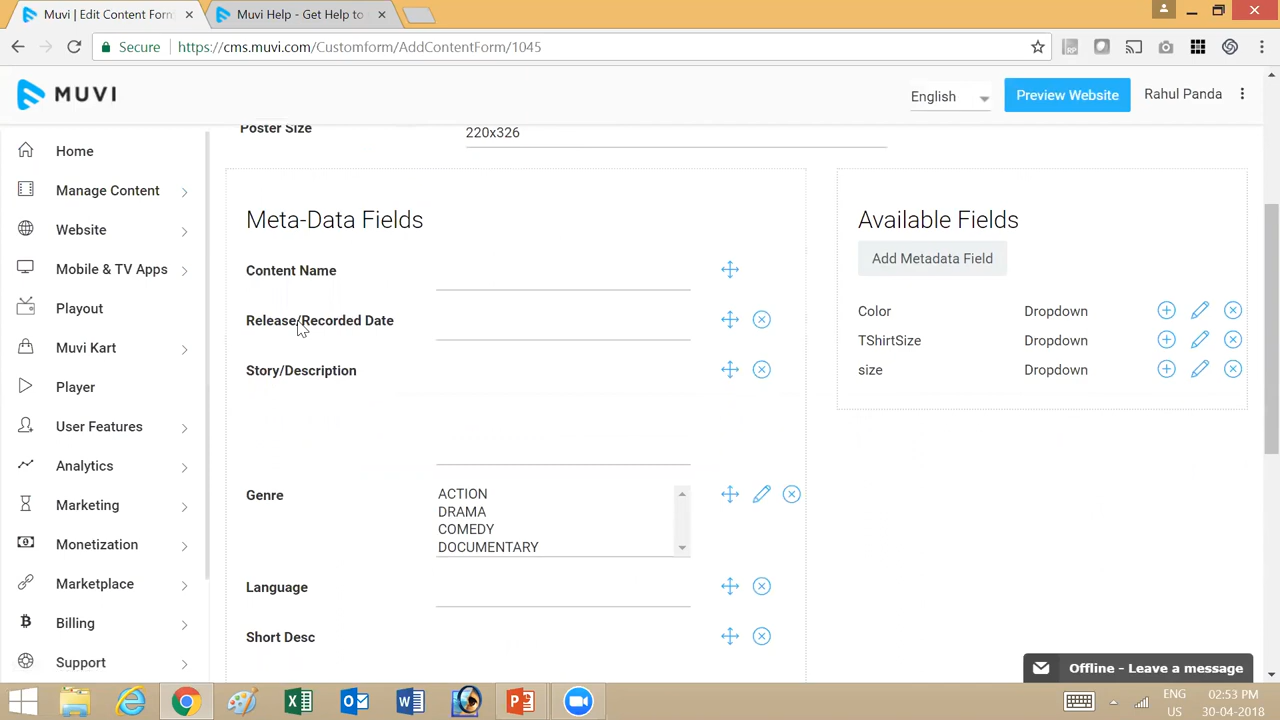 Muvi | Edit Content Form
Muvi Help - Get Help to
Secure
https://cms.muvi.com/Customform/AddContentForm/1045
MUVI
English
Preview Website
Rahul Panda
Poster Size
220x326
Home
Manage Content
Website
Mobile & TV Apps
Playout
Muvi Kart
Player
User Features
Analytics
Marketing
Monetization
Marketplace
Billing
Support
Meta-Data Fields
Content Name
Release/Recorded Date
Story/Description
Genre
ACTION
DRAMA
COMEDY
DOCUMENTARY
Language
Short Desc
Available Fields
Add Metadata Field
Color Dropdown
TShirtSize Dropdown
size Dropdown
Offline - Leave a message
ENG 02:53 PM
US 30-04-2018